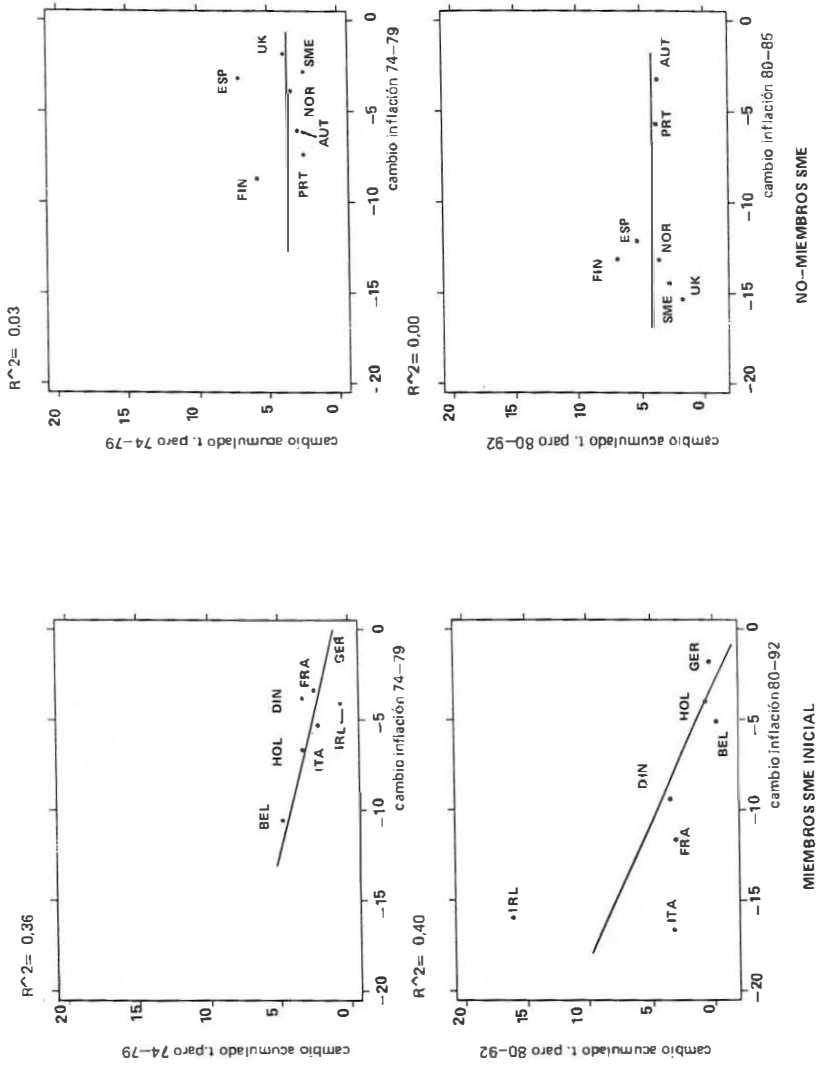 R^2= 0,36
cambio acumulado t.paro 74–79
20
15
10
5
0
BEL
HOL
DIN
ITA
FRA
IRL
GER
–20
–15
–10
–5
0
cambio inflación 74–79
R^2= 0,03
cambio acumulado t. paro 74–79
20
15
10
5
0
FIN
ESP
UK
PRT
AUT
NOR
SME
–20
–15
–10
–5
0
cambio inflación 74–79
R^2= 0,40
cambio acumulado t. paro 80–92
20
15
10
5
0
IRL
ITA
FRA
DIN
BEL
HOL
GER
–20
–15
–10
–5
0
cambio inflación 80–92
MIEMBROS SME INICIAL
R^2= 0,00
cambio acumulado t. paro 80–92
20
15
10
5
0
FIN
ESP
SME
UK
NOR
PRT
AUT
–20
–15
–10
–5
0
cambio inflación 80–85
NO–MIEMBROS SME